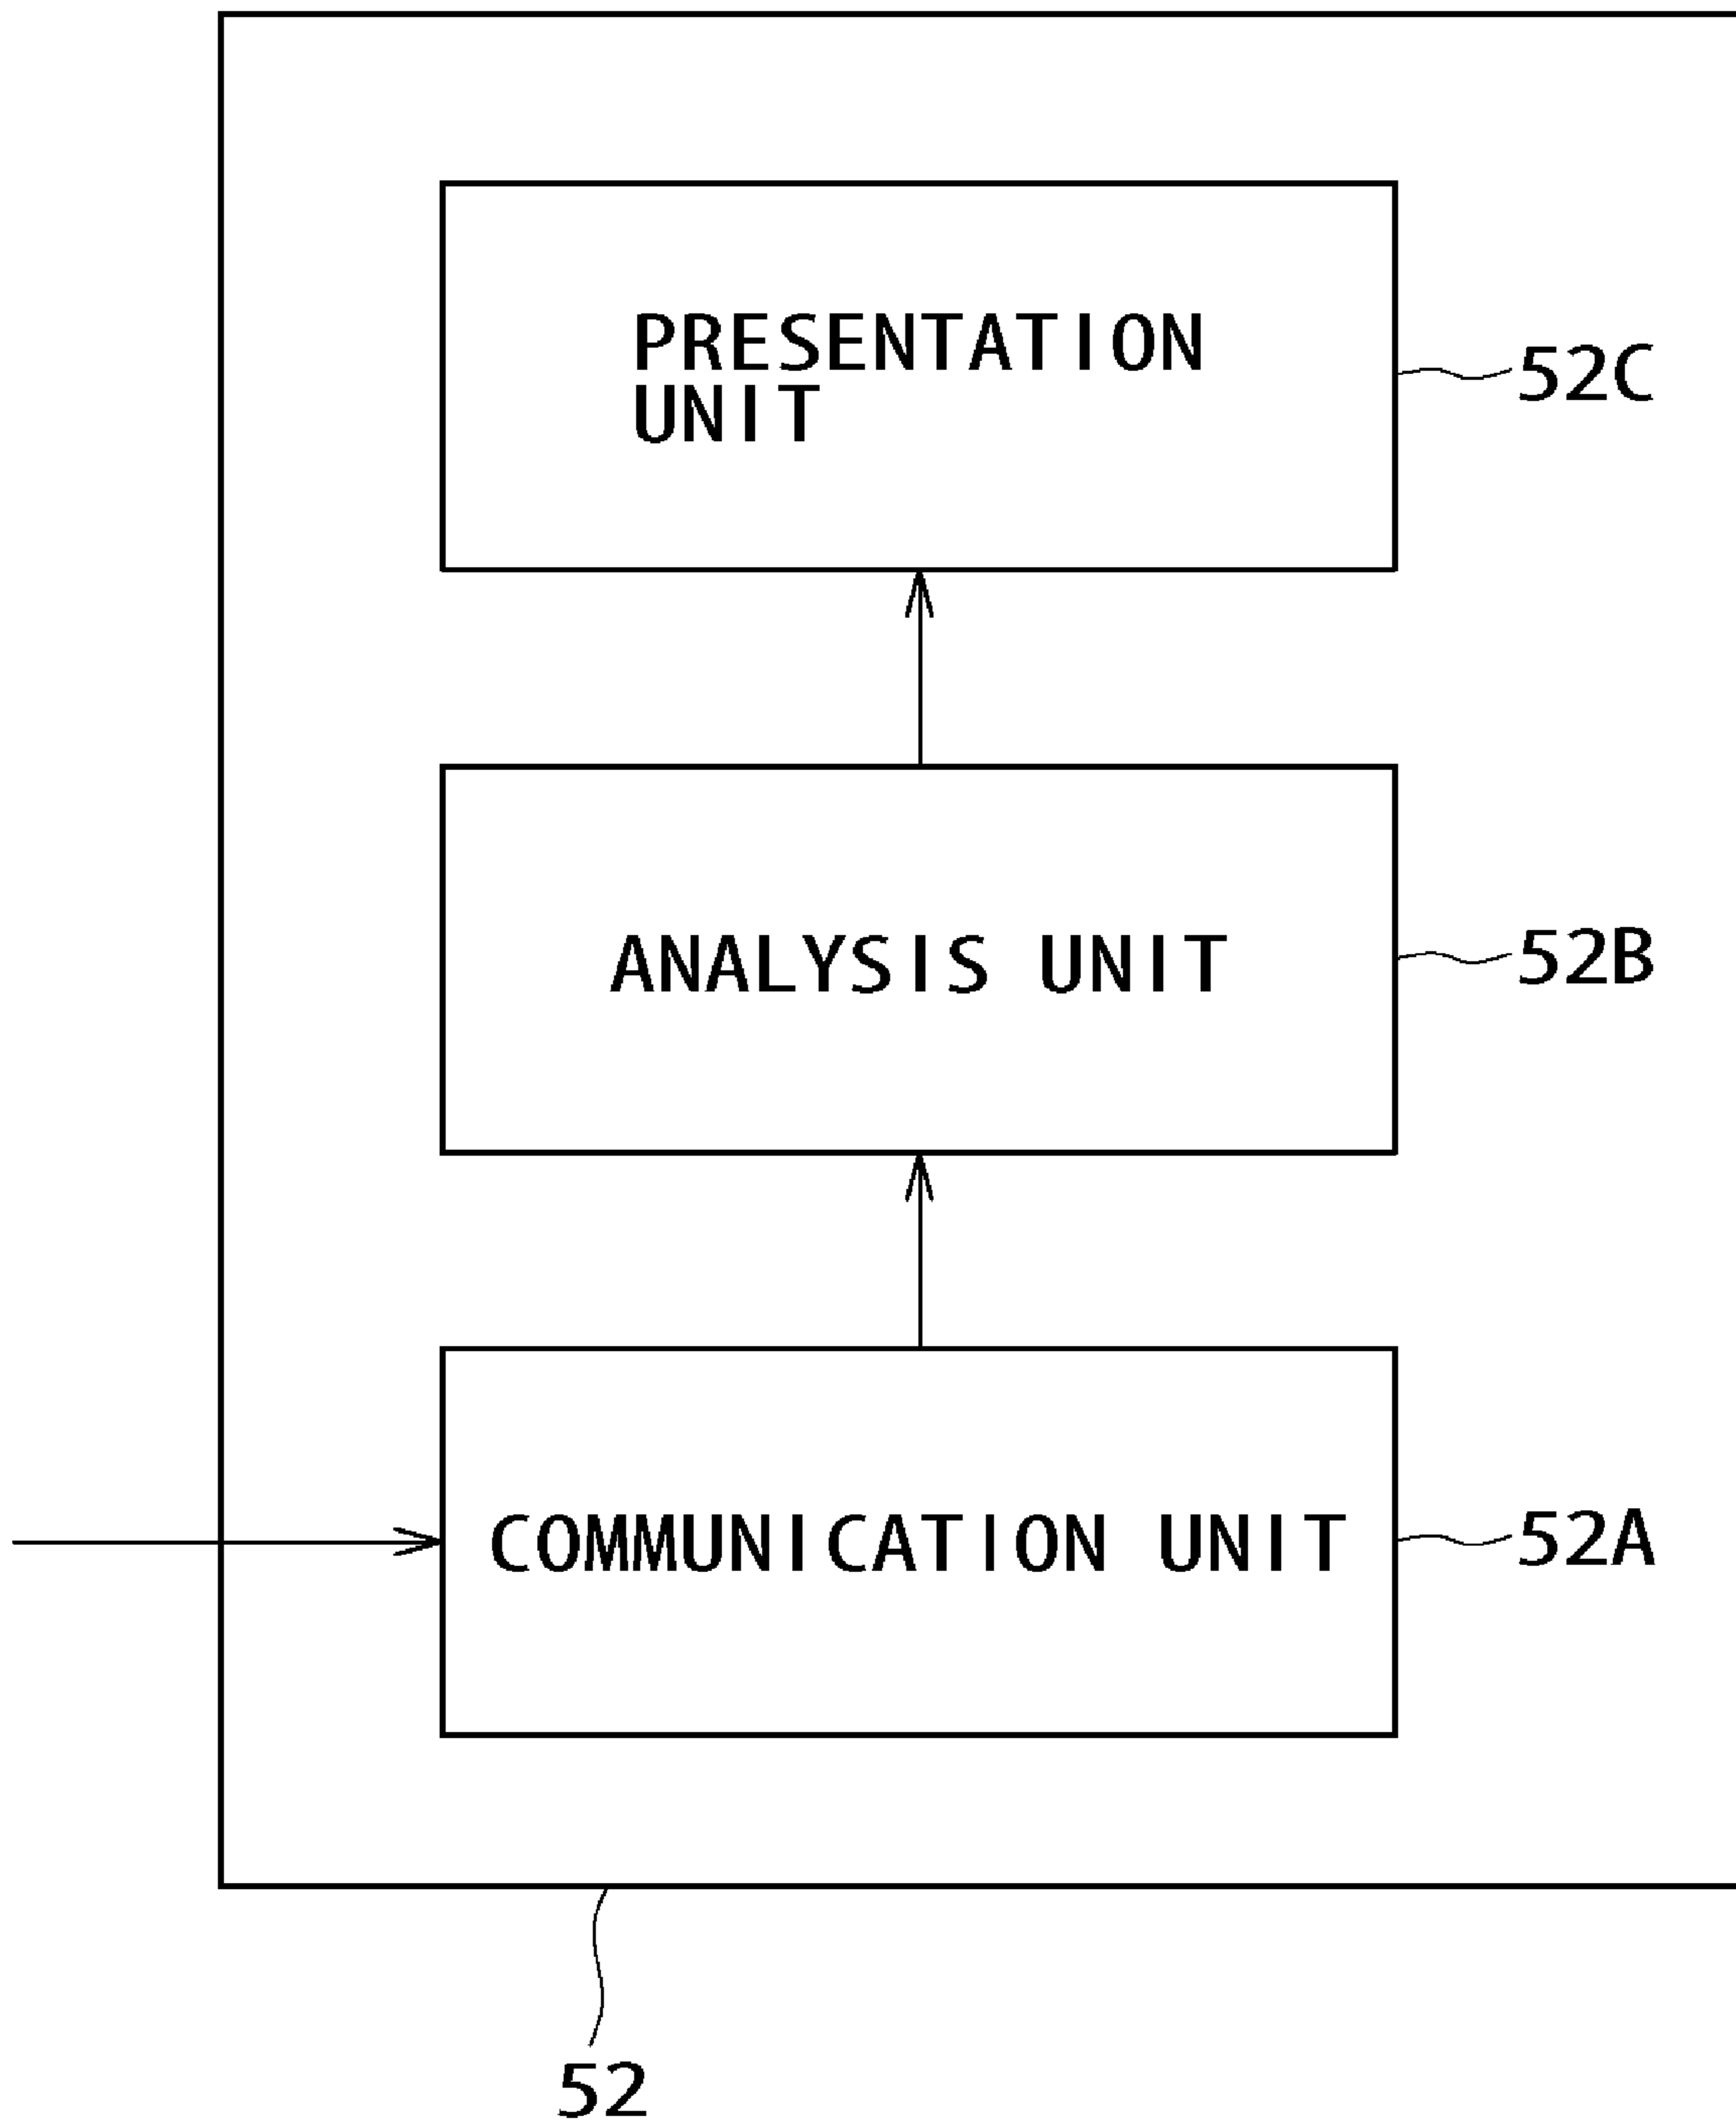 PRESENTATION
UNIT
52C
ANALYSIS UNIT
52B
COMMUNICATION UNIT
52A
52